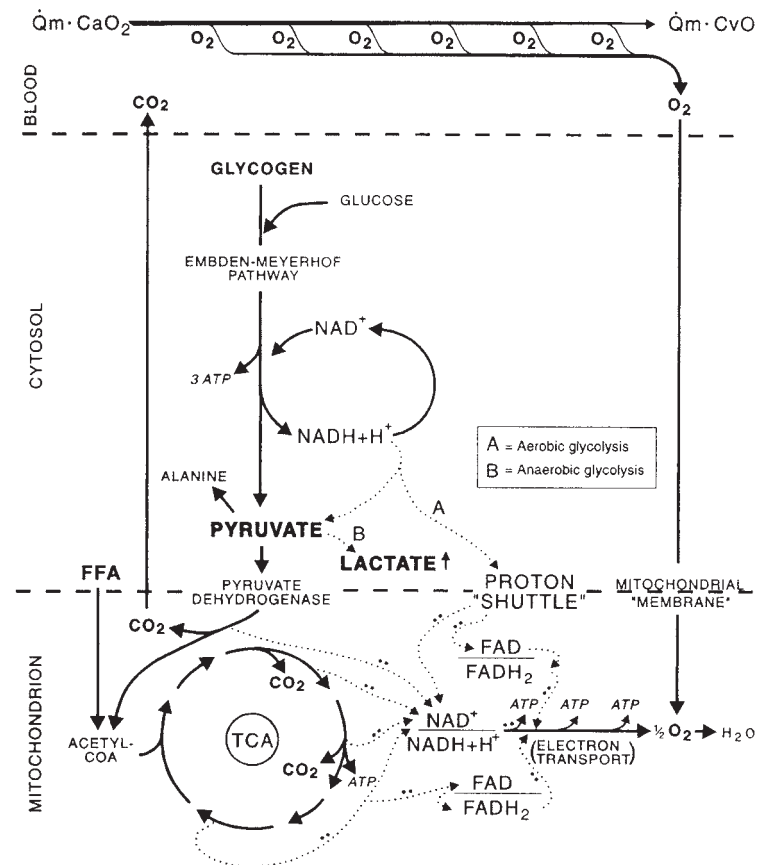 Q̇m·CaO₂
Q̇m·CvO
O₂ O₂ O₂ O₂ O₂ O₂
BLOOD
CO₂
O₂
GLYCOGEN
GLUCOSE
EMBDEN-MEYERHOF
PATHWAY
CYTOSOL
NAD⁺
3 ATP
NADH+H⁺
A = Aerobic glycolysis
B = Anaerobic glycolysis
ALANINE
A
PYRUVATE
B
LACTATE ↑
FFA
PYRUVATE
DEHYDROGENASE
PROTON
"SHUTTLE"
MITOCHONDRIAL
"MEMBRANE"
CO₂
MITOCHONDRION
FAD
FADH₂
CO₂
ATP ATP ATP
NAD⁺
NADH+H⁺
½O₂
H₂O
ACETYL-
COA
TCA
(ELECTRON
TRANSPORT)
CO₂
ATP
FAD
FADH₂